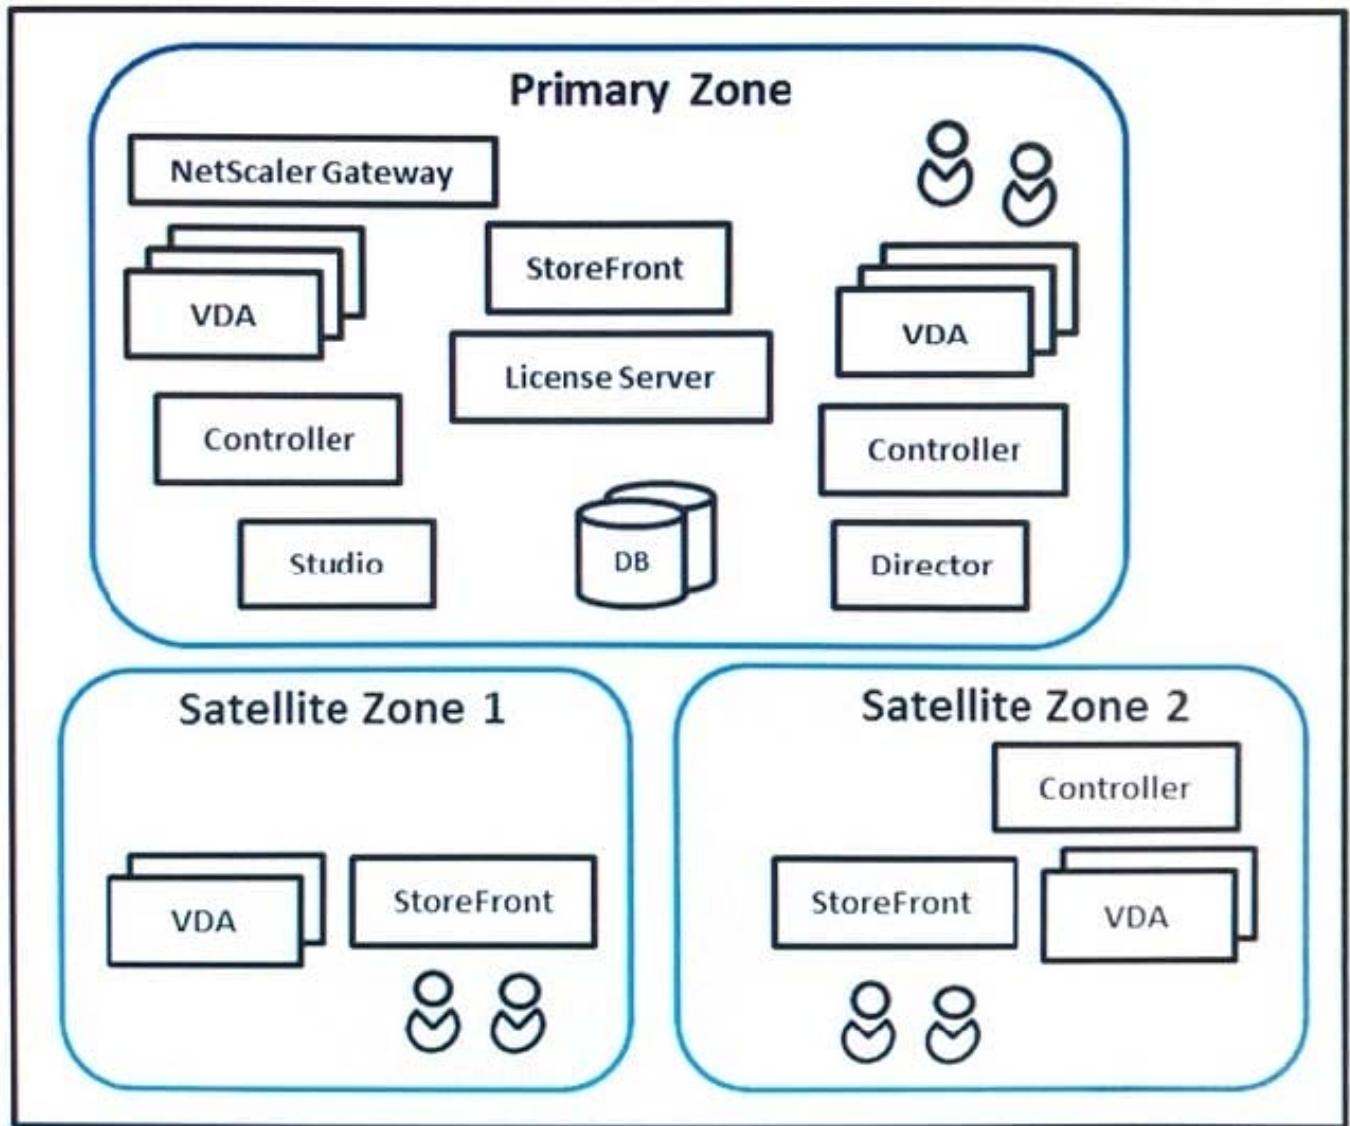 Primary Zone
NetScaler Gateway
StoreFront
VDA
VDA
License Server
Controller
Controller
Studio
DB
Director
Satellite Zone 1
Satellite Zone 2
Controller
VDA
StoreFront
StoreFront
VDA